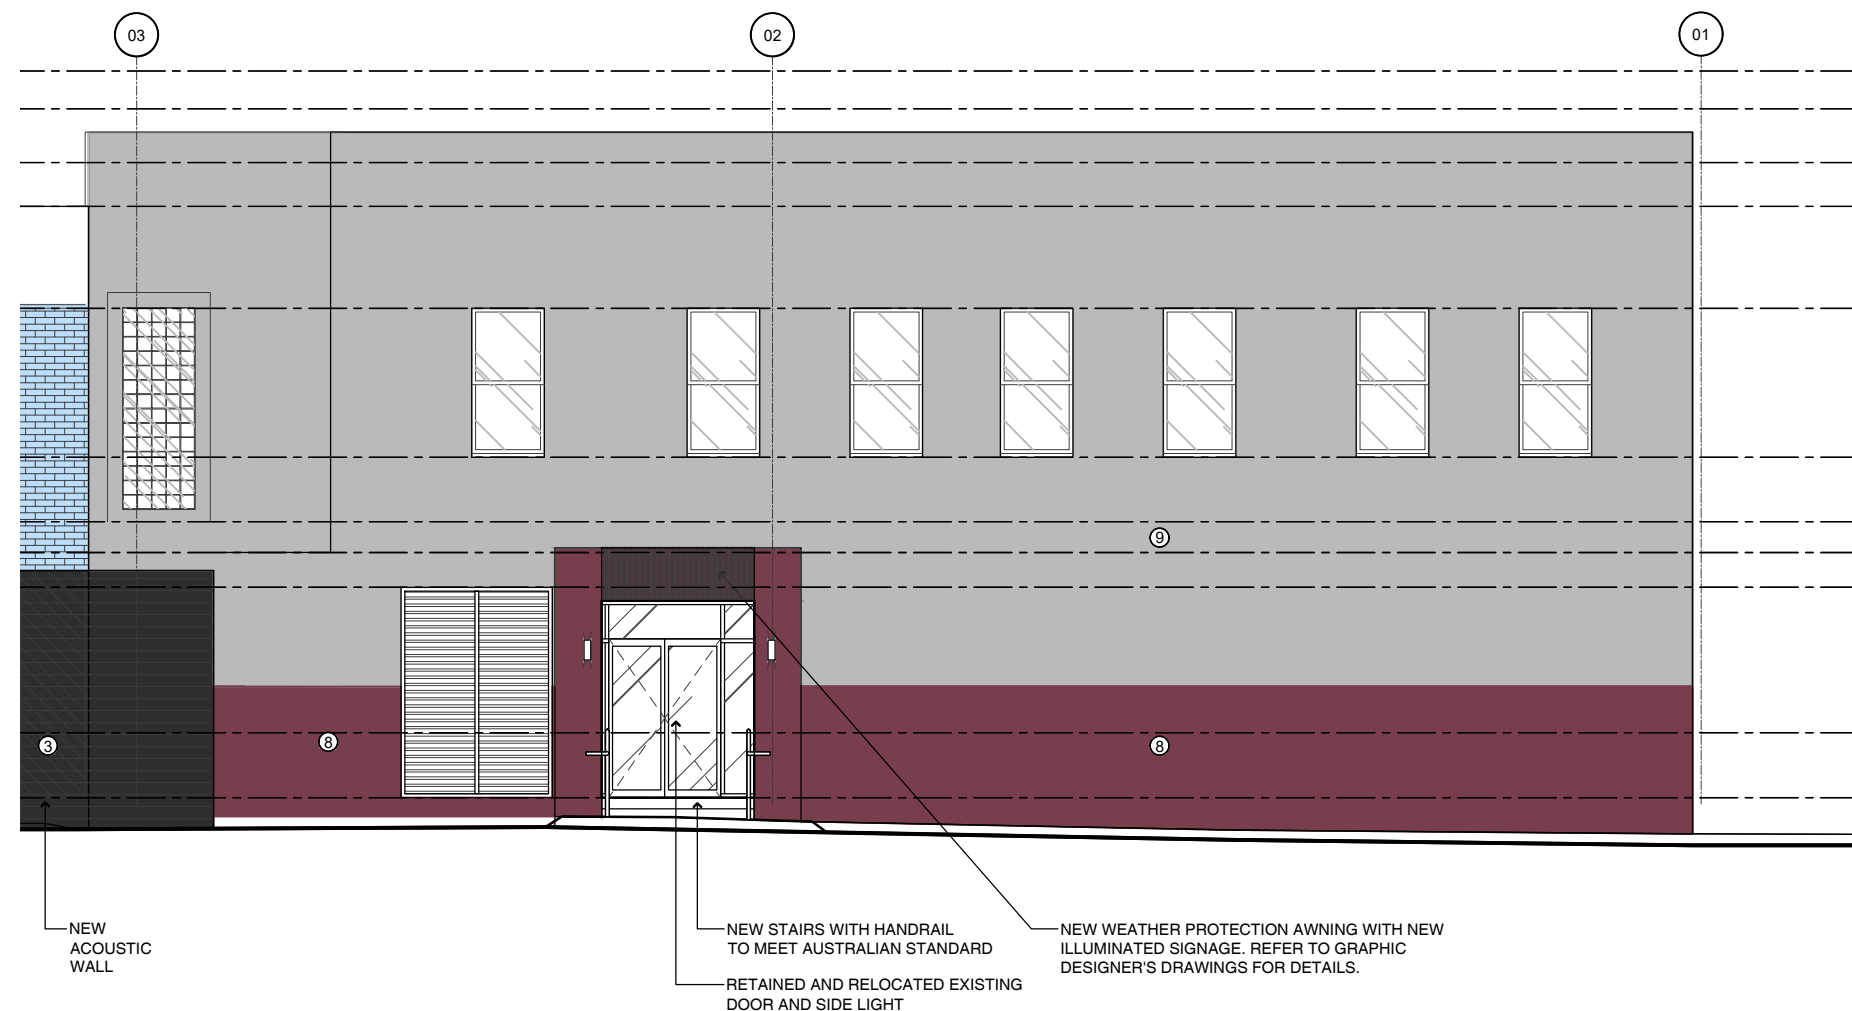 03
02
01
9
3
8
8
NEW
ACOUSTIC
WALL
NEW STAIRS WITH HANDRAIL
TO MEET AUSTRALIAN STANDARD
RETAINED AND RELOCATED EXISTING
DOOR AND SIDE LIGHT
NEW WEATHER PROTECTION AWNING WITH NEW
ILLUMINATED SIGNAGE. REFER TO GRAPHIC
DESIGNER'S DRAWINGS FOR DETAILS.